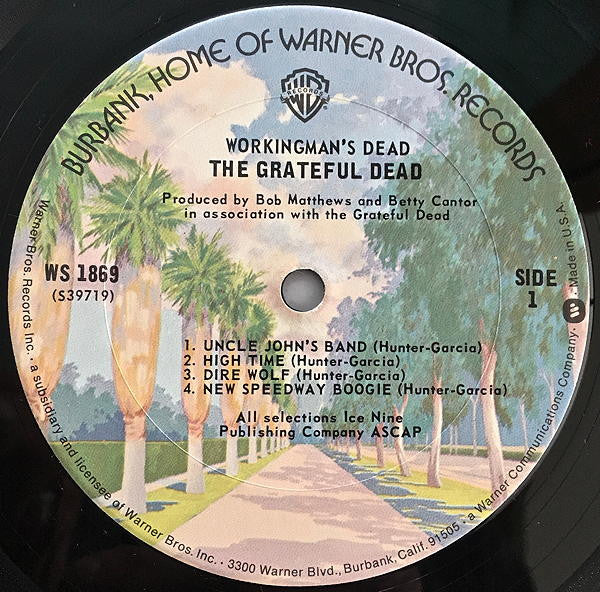 BURBANK, HOME OF WARNER BROS. RECORDS
RECORDS
WORKINGMAN'S DEAD
THE GRATEFUL DEAD
Produced by Bob Matthews and Betty Cantor
in association with the Grateful Dead
WS 1869
(S39719)
SIDE
1
1. UNCLE JOHN'S BAND (Hunter-Garcia)
2. HIGH TIME (Hunter-Garcia)
3. DIRE WOLF (Hunter-Garcia)
4. NEW SPEEDWAY BOOGIE (Hunter-Garcia)
All selections Ice Nine
Publishing Company ASCAP
Warner Bros. Records Inc. · a subsidiary and licensee of Warner Bros. Inc. · 3300 Warner Blvd., Burbank, Calif. 91505 · a Warner Communications Company. · Made in U.S.A.